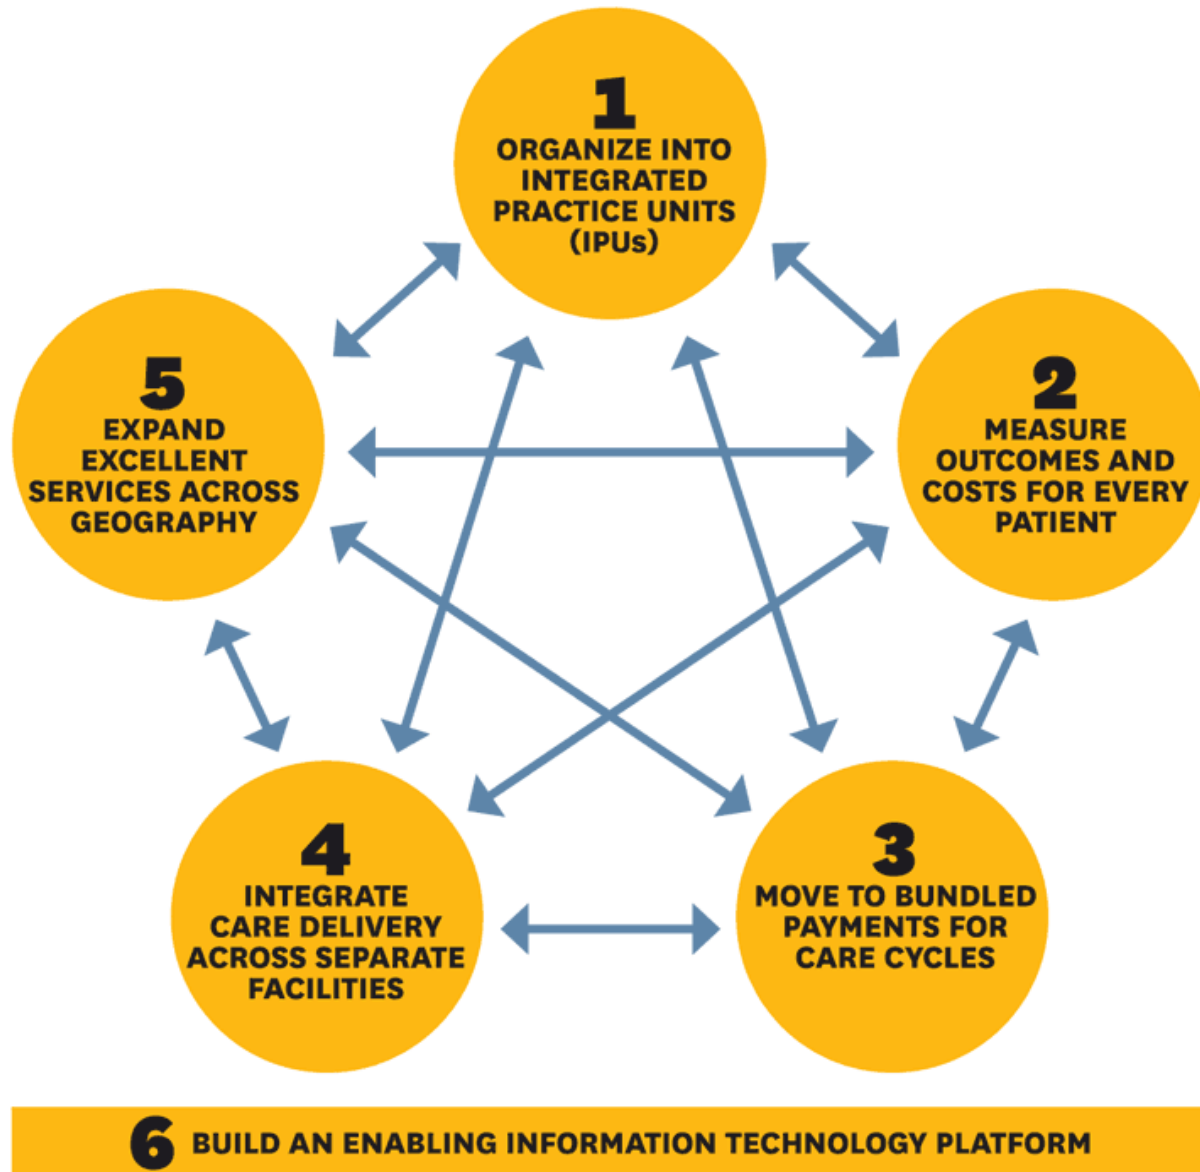 1
ORGANIZE INTO
INTEGRATED
PRACTICE UNITS
(IPUs)
2
MEASURE
OUTCOMES AND
COSTS FOR EVERY
PATIENT
3
MOVE TO BUNDLED
PAYMENTS FOR
CARE CYCLES
4
INTEGRATE
CARE DELIVERY
ACROSS SEPARATE
FACILITIES
5
EXPAND
EXCELLENT
SERVICES ACROSS
GEOGRAPHY
6 BUILD AN ENABLING INFORMATION TECHNOLOGY PLATFORM